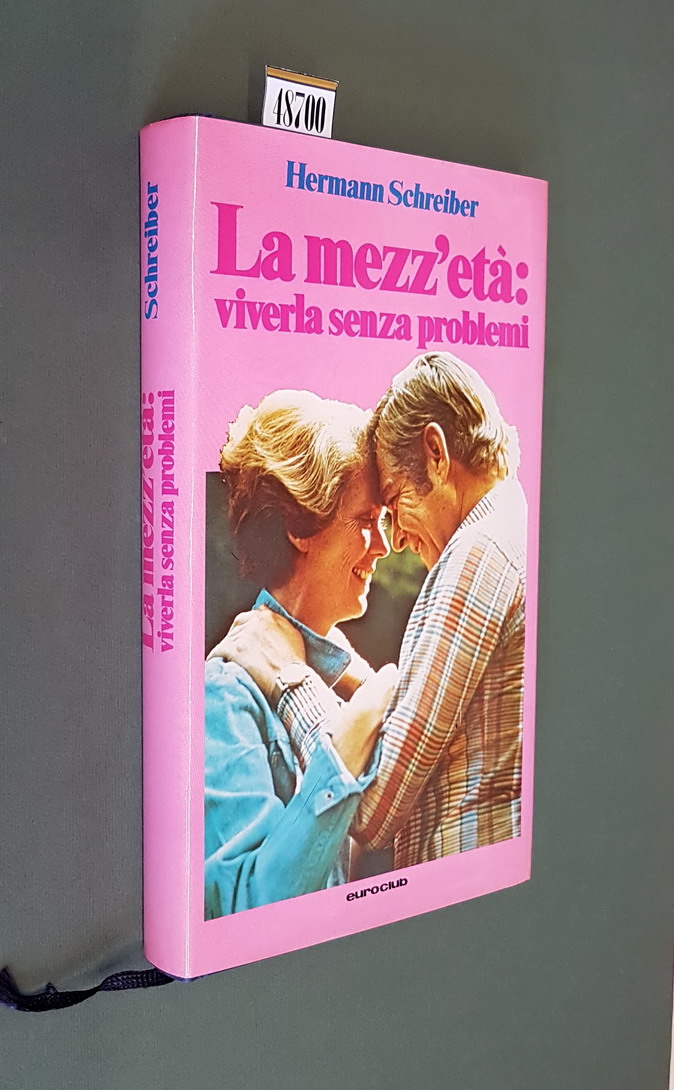 48700
Hermann Schreiber
La mezz'età:
viverla senza problemi
euroclub
Schreiber
La mezz'età:
viverla senza problemi